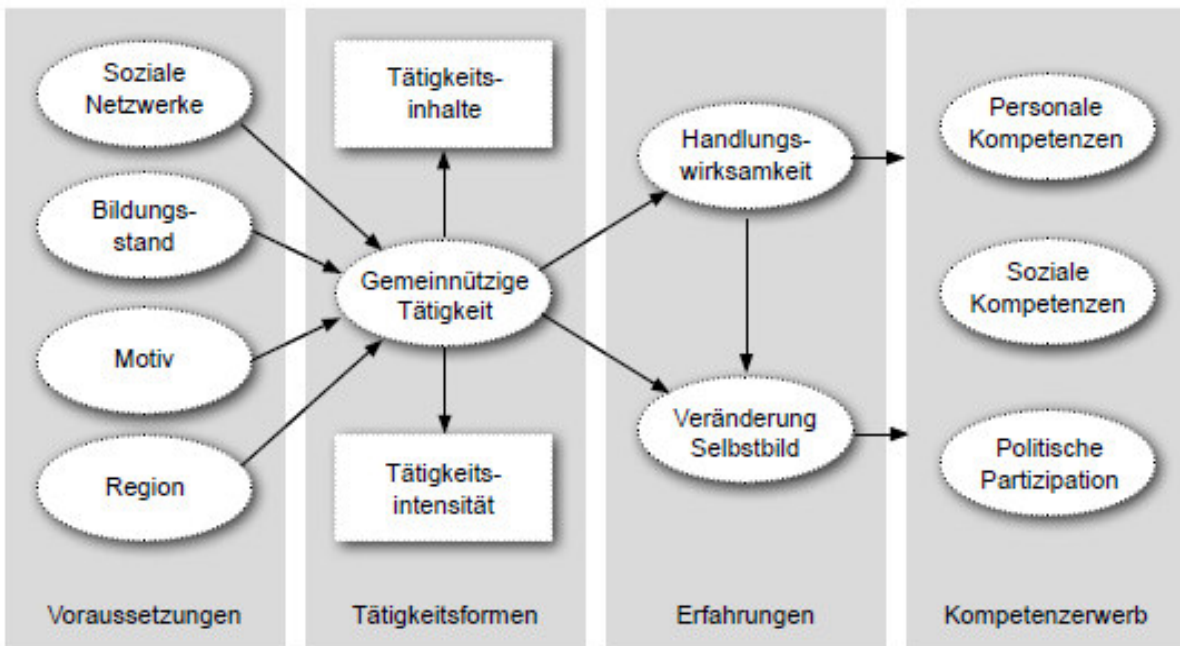 Soziale
Netzwerke
Bildungs-
stand
Motiv
Region
Voraussetzungen
Tätigkeits-
inhalte
Gemeinnützige
Tätigkeit
Tätigkeits-
intensität
Tätigkeitsformen
Handlungs-
wirksamkeit
Veränderung
Selbstbild
Erfahrungen
Personale
Kompetenzen
Soziale
Kompetenzen
Politische
Partizipation
Kompetenzerwerb